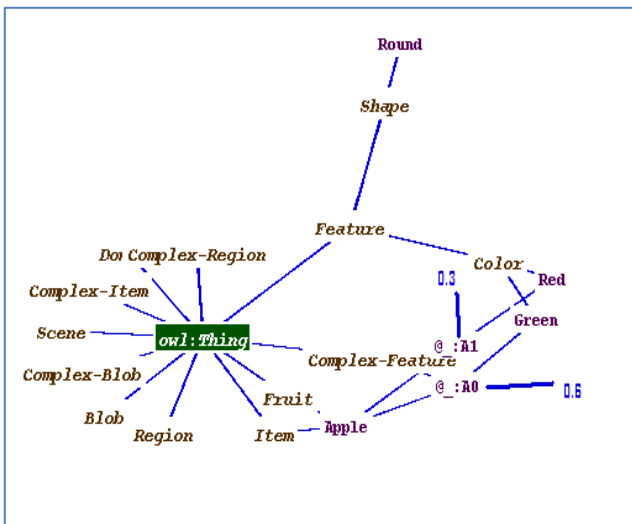 Round
Shape
Feature
Complex-Region
Color
Complex-Item
0.3
Red
Scene
owl:Thing
Green
@_:A1
Complex-Feature
Complex-Blob
@_:A0
0.6
Fruit
Blob
Apple
Region
Item